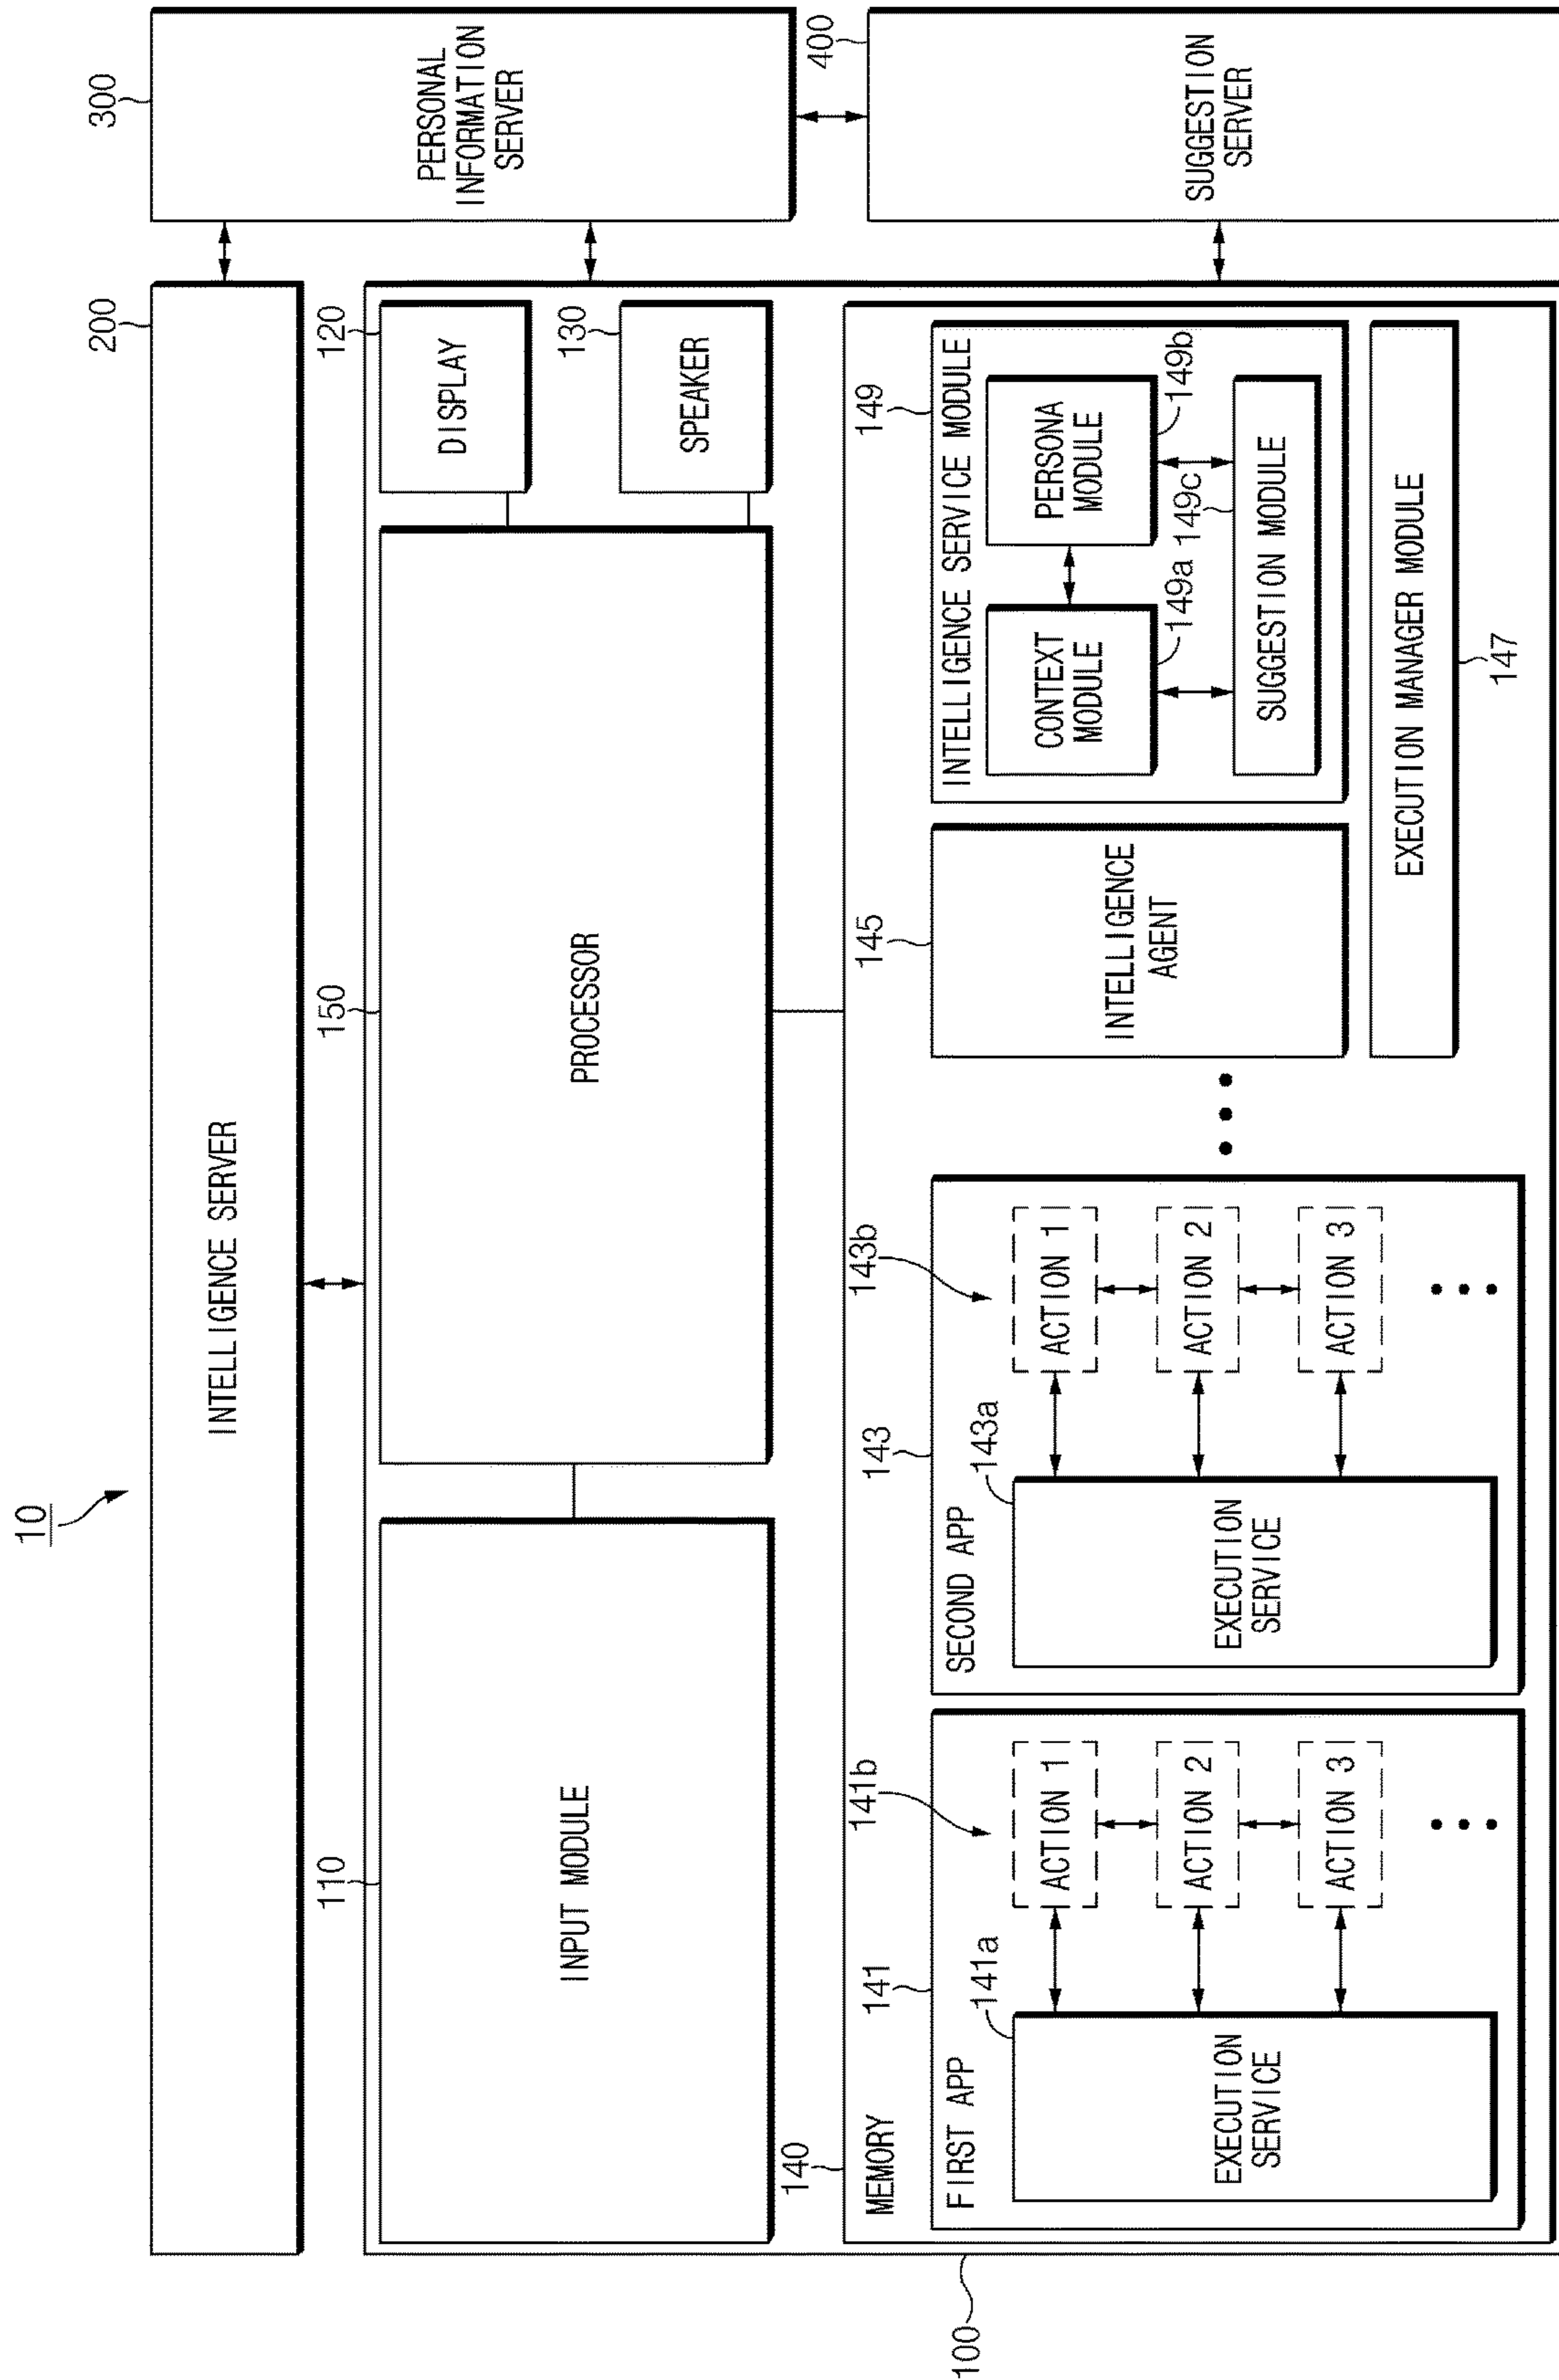 10
200
INTELLIGENCE SERVER
300
PERSONAL
INFORMATION
SERVER
400
SUGGESTION
SERVER
100
110
INPUT MODULE
150
PROCESSOR
120
DISPLAY
130
SPEAKER
140
MEMORY
141
FIRST APP
141a
EXECUTION
SERVICE
141b
ACTION 1
ACTION 2
ACTION 3
143
SECOND APP
143a
EXECUTION
SERVICE
143b
ACTION 1
ACTION 2
ACTION 3
145
INTELLIGENCE
AGENT
149
INTELLIGENCE SERVICE MODULE
CONTEXT
MODULE
149a
PERSONA
MODULE
149b
149c
SUGGESTION MODULE
EXECUTION MANAGER MODULE
147